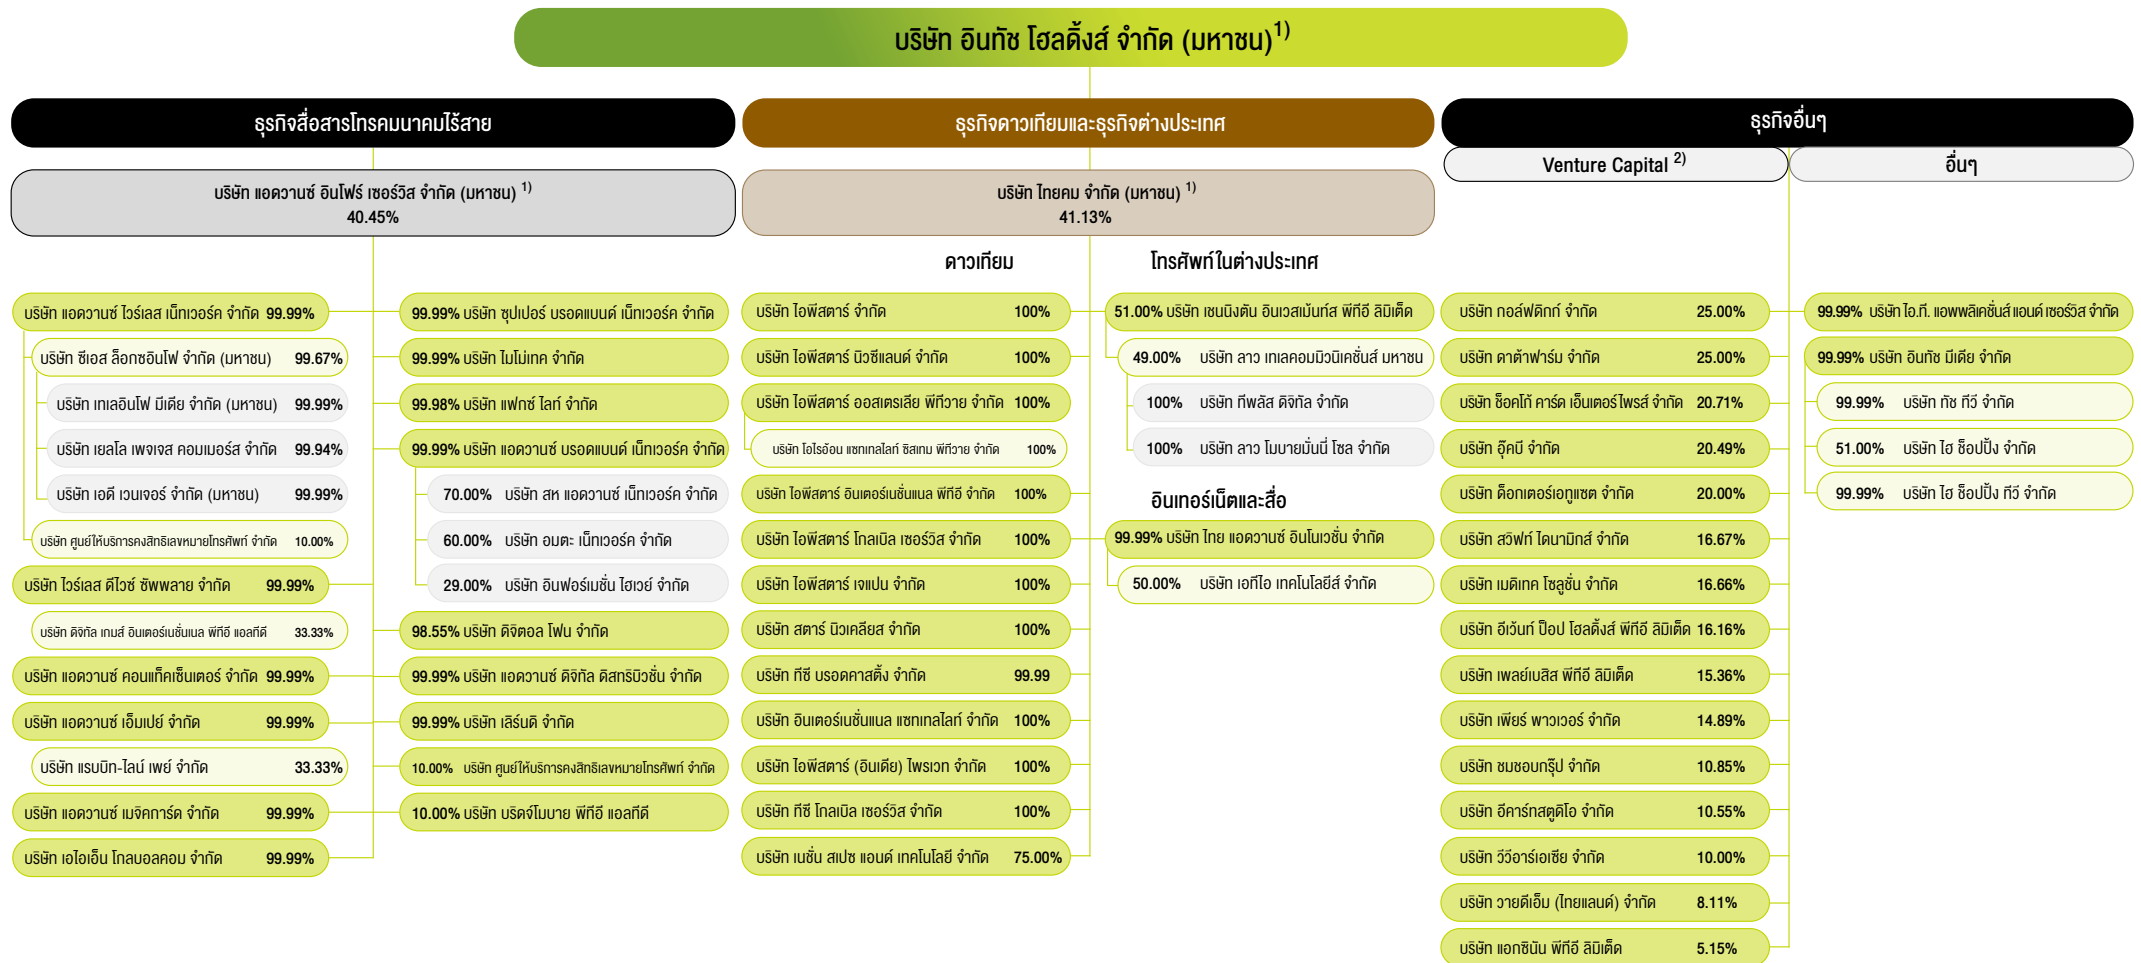 บริษัท อินทัช โฮลดิ้งส์ จำกัด (มหาชน)1)
ธุรกิจสื่อสารโทรคมนาคมไร้สาย
บริษัท แอดวานซ์ อินโฟร์ เซอร์วิส จำกัด (มหาชน) 1)
40.45%
บริษัท แอดวานซ์ ไวร์เลส เน็ทเวอร์ค จำกัด 99.99%
บริษัท ซีเอส ล็อกซอินโฟ จำกัด (มหาชน) 99.67%
บริษัท เทเลอินโฟ มีเดีย จำกัด (มหาชน) 99.99%
บริษัท เยลโล เพจเจส คอมเมอร์ส จำกัด 99.94%
บริษัท เอดี เวนเจอร์ จำกัด (มหาชน) 99.99%
บริษัท ศูนย์ให้บริการคงสิทธิเลขหมายโทรศัพท์ จำกัด 10.00%
บริษัท ไวร์เลส ดีไวซ์ ซัพพลาย จำกัด 99.99%
บริษัท ดิจิทัล เกมส์ อินเตอร์เนชั่นเนล พีทีอี แอลทีดี 33.33%
บริษัท แอดวานซ์ คอนแท็คเซ็นเตอร์ จำกัด 99.99%
บริษัท แอดวานซ์ เอ็มเปย์ จำกัด 99.99%
บริษัท แรบบิท-ไลน์ เพย์ จำกัด 33.33%
บริษัท แอดวานซ์ เมจิคการ์ด จำกัด 99.99%
บริษัท เอไอเอ็น โกลบอลคอม จำกัด 99.99%
99.99% บริษัท ซุปเปอร์ บรอดแบนด์ เน็ทเวอร์ค จำกัด
99.99% บริษัท ไมโม่เทค จำกัด
99.98% บริษัท แฟกซ์ ไลท์ จำกัด
99.99% บริษัท แอดวานซ์ บรอดแบนด์ เน็ทเวอร์ค จำกัด
70.00% บริษัท สห แอดวานซ์ เน็ทเวอร์ค จำกัด
60.00% บริษัท อมตะ เน็ทเวอร์ค จำกัด
29.00% บริษัท อินฟอร์เมชั่น ไฮเวย์ จำกัด
98.55% บริษัท ดิจิตอล โฟน จำกัด
99.99% บริษัท แอดวานซ์ ดิจิทัล ดิสทริบิวชั่น จำกัด
99.99% บริษัท เลิร์นดิ จำกัด
10.00% บริษัท ศูนย์ให้บริการคงสิทธิเลขหมายโทรศัพท์ จำกัด
10.00% บริษัท บริดจ์โมบาย พีทีอี แอลทีดี
ธุรกิจดาวเทียมและธุรกิจต่างประเทศ
บริษัท ไทยคม จำกัด (มหาชน) 1)
41.13%
ดาวเทียม
บริษัท ไอพีสตาร์ จำกัด 100%
บริษัท ไอพีสตาร์ นิวซีแลนด์ จำกัด 100%
บริษัท ไอพีสตาร์ ออสเตรเลีย พีทีวาย จำกัด 100%
บริษัท โอไรอ้อน แซทเทลไลท์ ซิสเทม พีทีวาย จำกัด 100%
บริษัท ไอพีสตาร์ อินเตอร์เนชั่นแนล พีทีอี จำกัด 100%
บริษัท ไอพีสตาร์ โกลเบิล เซอร์วิส จำกัด 100%
บริษัท ไอพีสตาร์ เจแปน จำกัด 100%
บริษัท สตาร์ นิวเคลียส จำกัด 100%
บริษัท ทีซี บรอดคาสติ้ง จำกัด 99.99
บริษัท อินเตอร์เนชั่นแนล แซทเทลไลท์ จำกัด 100%
บริษัท ไอพีสตาร์ (อินเดีย) ไพรเวท จำกัด 100%
บริษัท ทีซี โกลเบิล เซอร์วิส จำกัด 100%
บริษัท เนชั่น สเปซ แอนด์ เทคโนโลยี จำกัด 75.00%
โทรศัพท์ในต่างประเทศ
51.00% บริษัท เชนนิงตัน อินเวสเม้นท์ส พีทีอี ลิมิเต็ด
49.00% บริษัท ลาว เทเลคอมมิวนิเคชั่นส์ มหาชน
100% บริษัท ทีพลัส ดิจิทัล จำกัด
100% บริษัท ลาว โมบายมั่นนี่ โซล จำกัด
อินเทอร์เน็ตและสื่อ
99.99% บริษัท ไทย แอดวานซ์ อินโนเวชั่น จำกัด
50.00% บริษัท เอทีไอ เทคโนโลยีส์ จำกัด
ธุรกิจอื่นๆ
Venture Capital 2)
บริษัท กอล์ฟดิกก์ จำกัด 25.00%
บริษัท ดาต้าฟาร์ม จำกัด 25.00%
บริษัท ช็อคโก้ คาร์ด เอ็นเตอร์ไพรส์ จำกัด 20.71%
บริษัท อุ๊คบี จำกัด 20.49%
บริษัท ด็อกเตอร์เอทูแซต จำกัด 20.00%
บริษัท สวิฟท์ ไดนามิกส์ จำกัด 16.67%
บริษัท เมดิเทค โซลูชั่น จำกัด 16.66%
บริษัท อีเว้นท์ ป็อป โฮลดิ้งส์ พีทีอี ลิมิเต็ด 16.16%
บริษัท เพลย์เบสิส พีทีอี ลิมิเต็ด 15.36%
บริษัท เพียร์ พาวเวอร์ จำกัด 14.89%
บริษัท ชมชอบกรุ๊ป จำกัด 10.85%
บริษัท อีคาร์ทสตูดิโอ จำกัด 10.55%
บริษัท วีวีอาร์เอเชีย จำกัด 10.00%
บริษัท วายดีเอ็ม (ไทยแลนด์) จำกัด 8.11%
บริษัท แอกซินัน พีทีอี ลิมิเต็ด 5.15%
อื่นๆ
99.99% บริษัท ไอ.ที. แอพพลิเคชั่นส์ แอนด์ เซอร์วิส จำกัด
99.99% บริษัท อินทัช มีเดีย จำกัด
99.99% บริษัท ทัช ทีวี จำกัด
51.00% บริษัท ไฮ ช็อปปิ้ง จำกัด
99.99% บริษัท ไฮ ช็อปปิ้ง ทีวี จำกัด